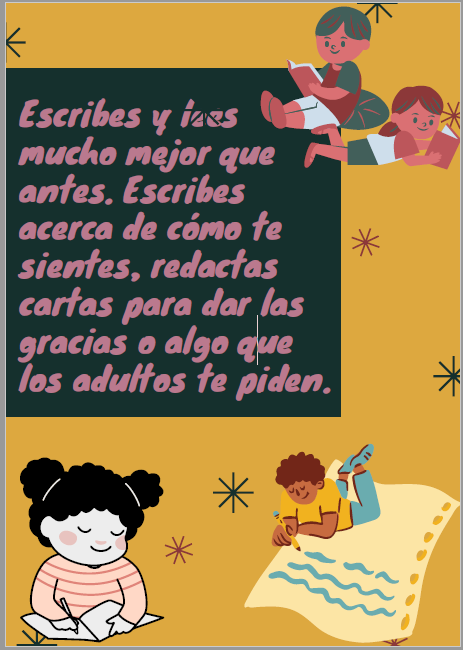 Escribes y lees
mucho mejor que
antes. Escribes
acerca de cómo te
sientes, redactas
cartas para dar las
gracias o algo que
los adultos te piden.